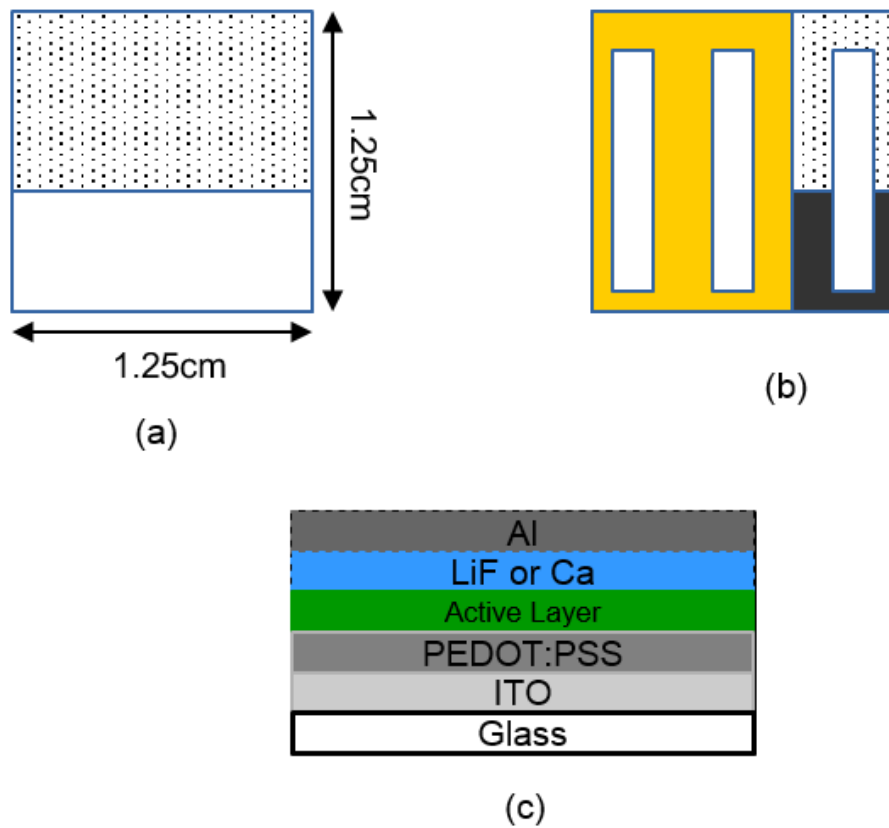 1.25cm
1.25cm
(a)
(b)
Al
LiF or Ca
Active Layer
PEDOT:PSS
ITO
Glass
(c)